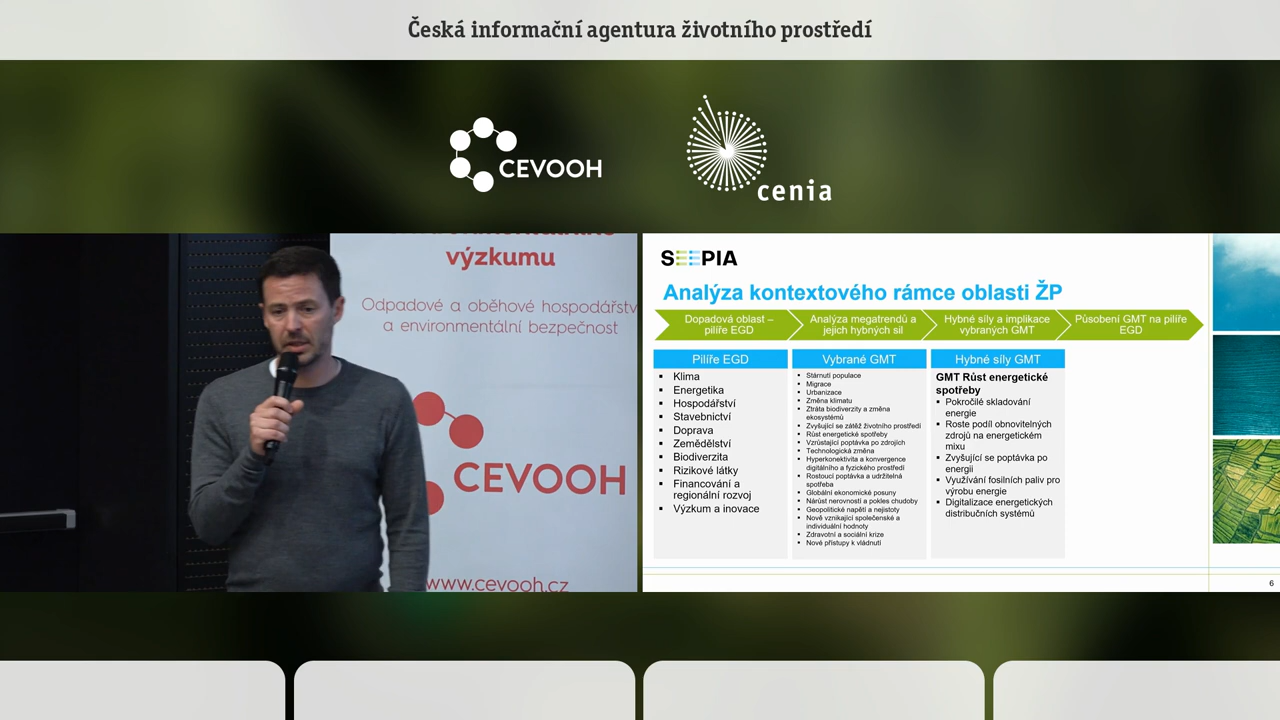 Česká informační agentura životního prostředí
CEVOOH
cenia
výzkumu
Odpadové a oběhové hospodářstv
a environmentální bezpečnost
CEVOOH
www.cevooh.cz
SEEPIA
Analýza kontextového rámce oblasti ŽP
Dopadová oblast –
pilíře EGD
Analýza megatrendů a
jejich hybných sil
Hybné síly a implikace
vybraných GMT
Působení GMT na pilíře
EGD
Pilíře EGD
▪ Klima
▪ Energetika
▪ Hospodářství
▪ Stavebnictví
▪ Doprava
▪ Zemědělství
▪ Biodiverzita
▪ Rizikové látky
▪ Financování a
regionální rozvoj
▪ Výzkum a inovace
Vybrané GMT
▪ Stárnutí populace
▪ Migrace
▪ Urbanizace
▪ Změna klimatu
▪ Ztráta biodiverzity a změna
ekosystémů
▪ Zvyšující se zátěž životního prostředí
▪ Růst energetické spotřeby
▪ Vzrůstající poptávka po zdrojích
▪ Technologická změna
▪ Hyperkonektivita a konvergence
digitálního a fyzického prostředí
▪ Rostoucí poptávka a udržitelná
spotřeba
▪ Globální ekonomické posuny
▪ Nárůst nerovností a pokles chudoby
▪ Geopolitické napětí a nejistoty
▪ Nově vznikající společenské a
individuální hodnoty
▪ Zdravotní a sociální krize
▪ Nové přístupy k vládnutí
Hybné síly GMT
GMT Růst energetické
spotřeby
▪ Pokročilé skladování
energie
▪ Roste podíl obnovitelných
zdrojů na energetickém
mixu
▪ Zvyšující se poptávka po
energii
▪ Využívání fosilních paliv pro
výrobu energie
▪ Digitalizace energetických
distribučních systémů
6